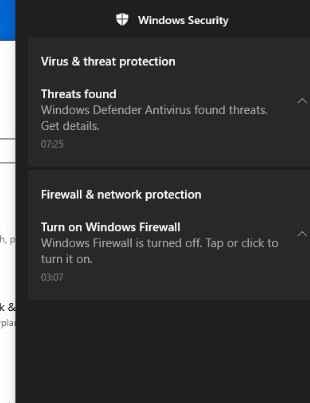 Windows Security
Virus & threat protection
Threats found
Windows Defender Antivirus found threats.
Get details.
07:25
Firewall & network protection
Turn on Windows Firewall
Windows Firewall is turned off. Tap or click to
turn it on.
03:07
h, p
k &
rplan